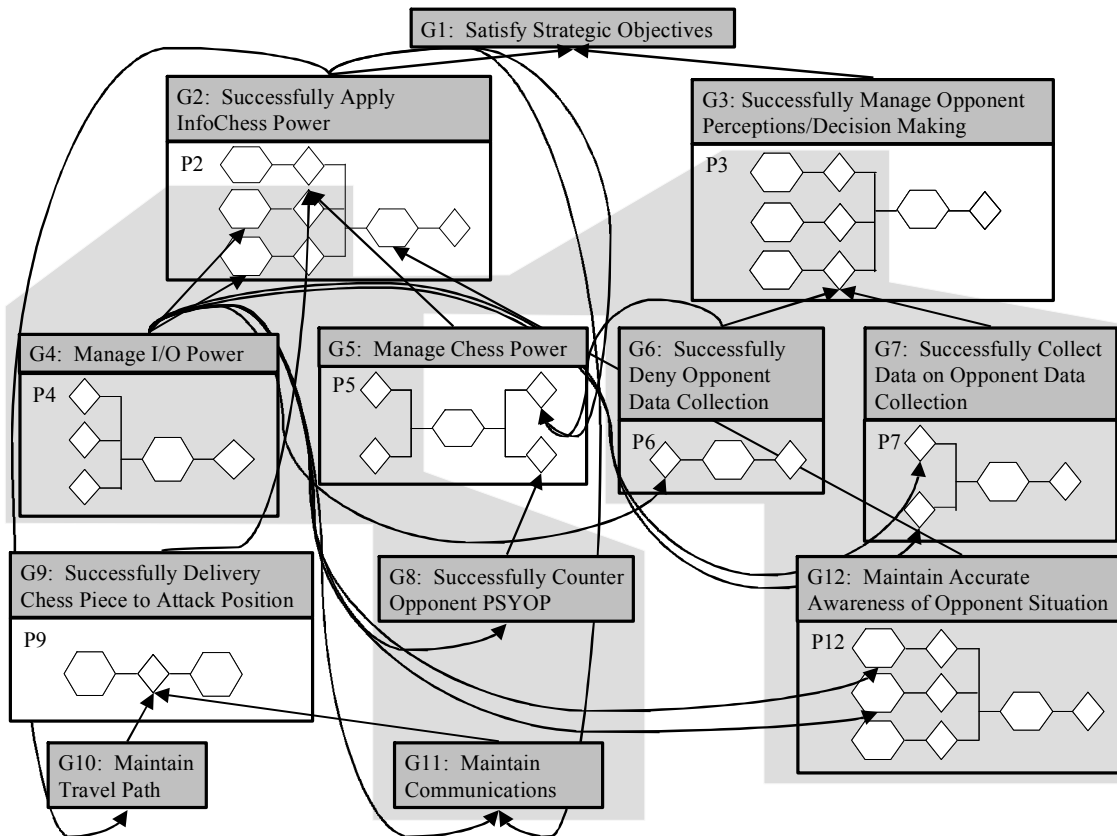 G1: Satisfy Strategic Objectives
G2: Successfully Apply
InfoChess Power
P2
G3: Successfully Manage Opponent
Perceptions/Decision Making
P3
G4: Manage I/O Power
P4
G5: Manage Chess Power
P5
G6: Successfully
Deny Opponent
Data Collection
P6
G7: Successfully Collect
Data on Opponent Data
Collection
P7
G9: Successfully Delivery
Chess Piece to Attack Position
P9
G8: Successfully Counter
Opponent PSYOP
G12: Maintain Accurate
Awareness of Opponent Situation
P12
G10: Maintain
Travel Path
G11: Maintain
Communications